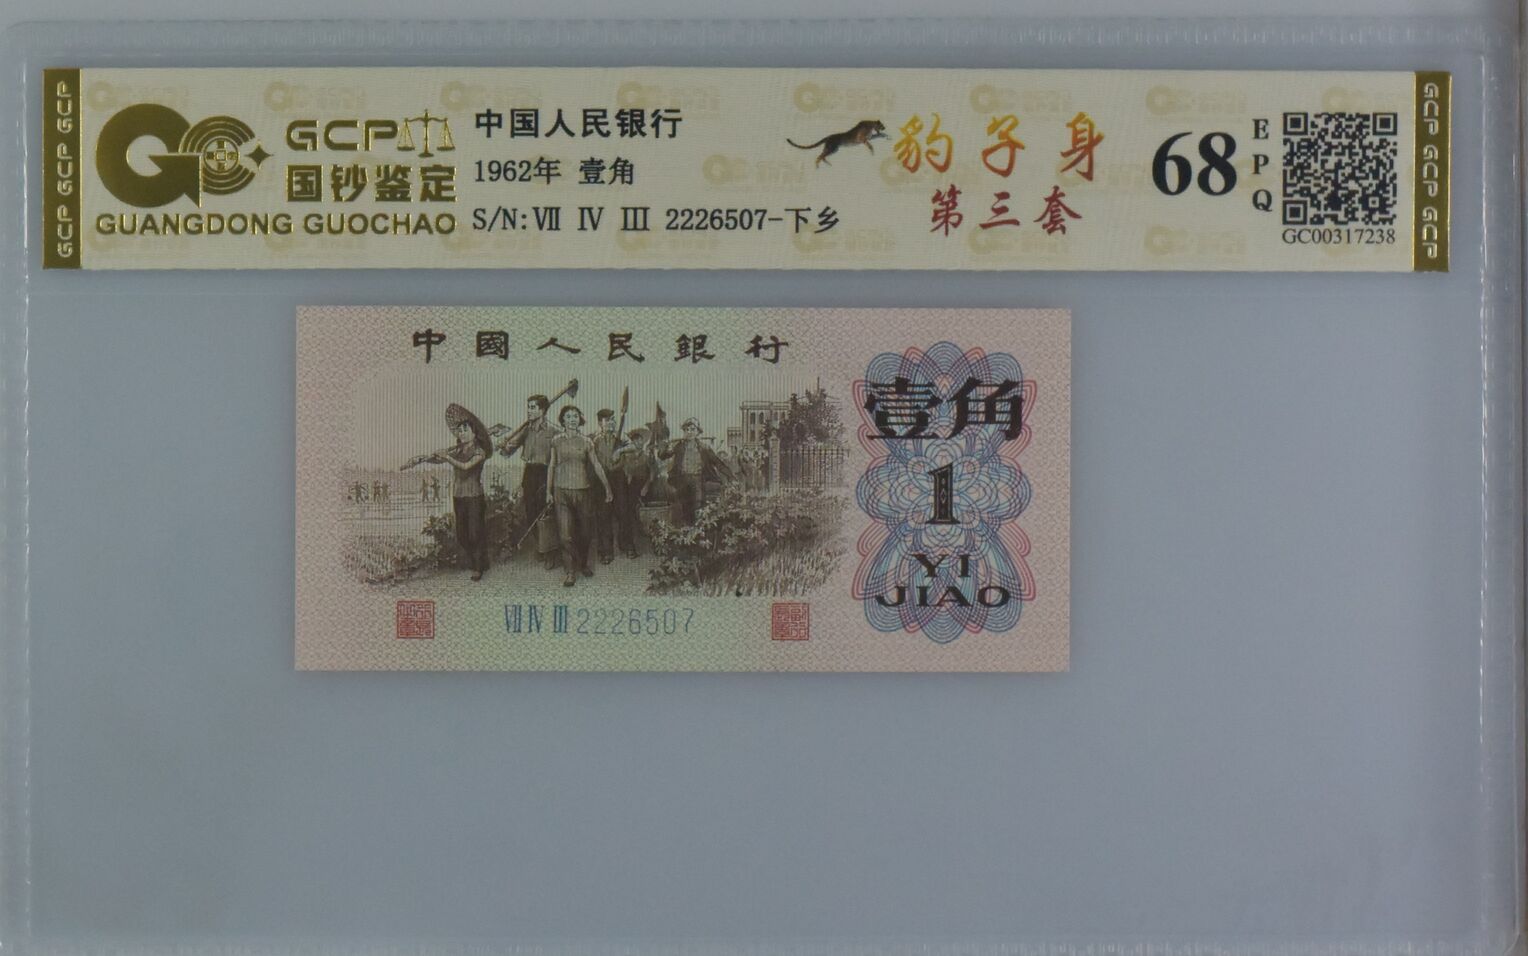 GCP GCP GCP
GCP
国钞鉴定
GUANGDONG GUOCHAO
中国人民银行
1962年 壹角
S/N:Ⅶ Ⅳ Ⅲ 2226507-下乡
豹子身
第三套
68
EPQ
GC00317238
GCP GCP GCP
中國人民銀行
壹角
1
YI
JIAO
Ⅶ Ⅳ Ⅲ 2226507